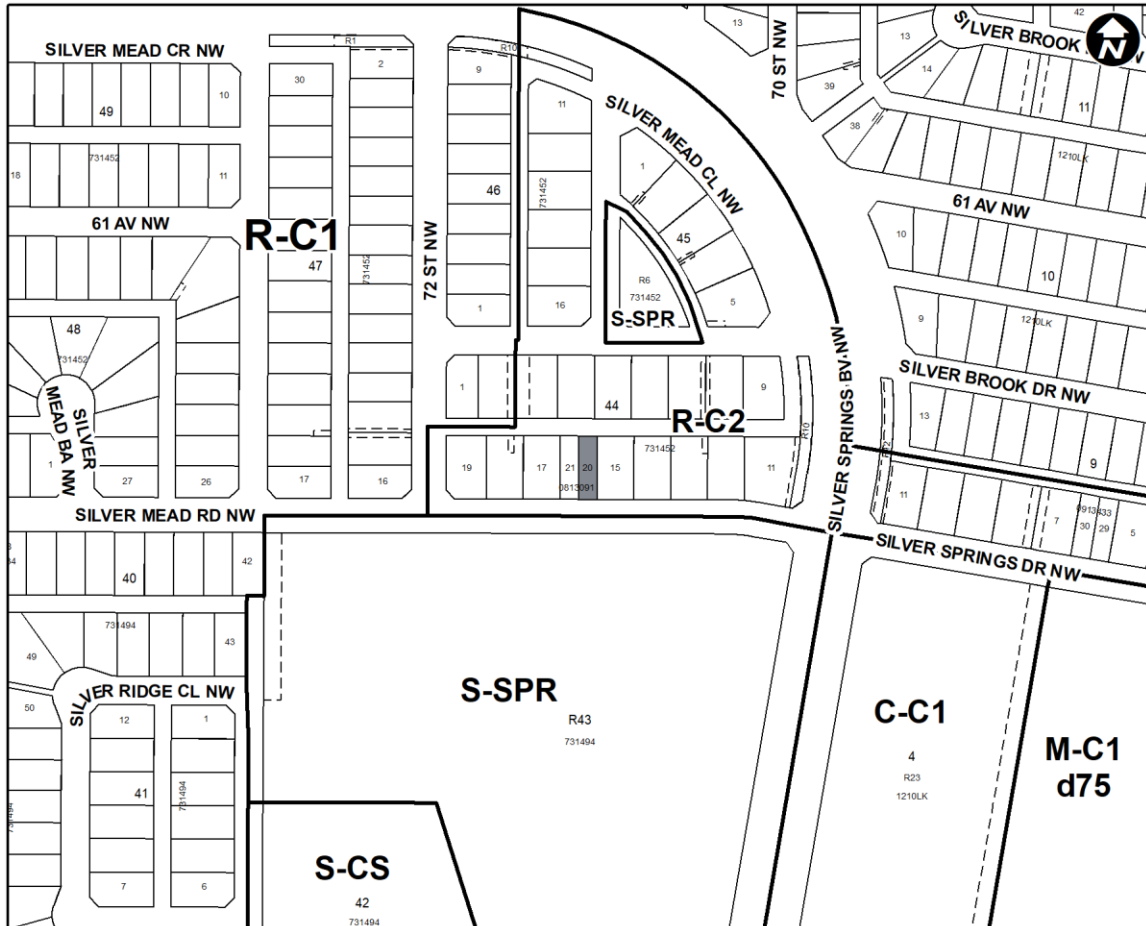 SILVER MEAD CR NW
R1
R10
13
42
SILVER BROOK
W
N
49
10
30
2
9
70 ST NW
13
14
39
11
11
SILVER MEAD CL NW
38
731452
18
11
1
1210LK
46
731452
61 AV NW
R-C1
61 AV NW
45
10
47
731452
72 ST NW
R6
731452
10
1
16
S-SPR
5
9
1210LK
48
731452
SILVER SPRINGS BV NW
SILVER BROOK DR NW
SILVER
MEAD BA NW
1
44
9
R-C2
R10
13
1
27
26
17
16
19
17
21
20
15
731452
11
0813091
9
11
0913433
7
30
29
5
SILVER MEAD RD NW
SILVER SPRINGS DR NW
40
42
731494
49
43
SILVER RIDGE CL NW
50
12
1
S-SPR
R43
731494
C-C1
4
R23
1210LK
M-C1
d75
41
731494
731494
7
6
S-CS
42
731494